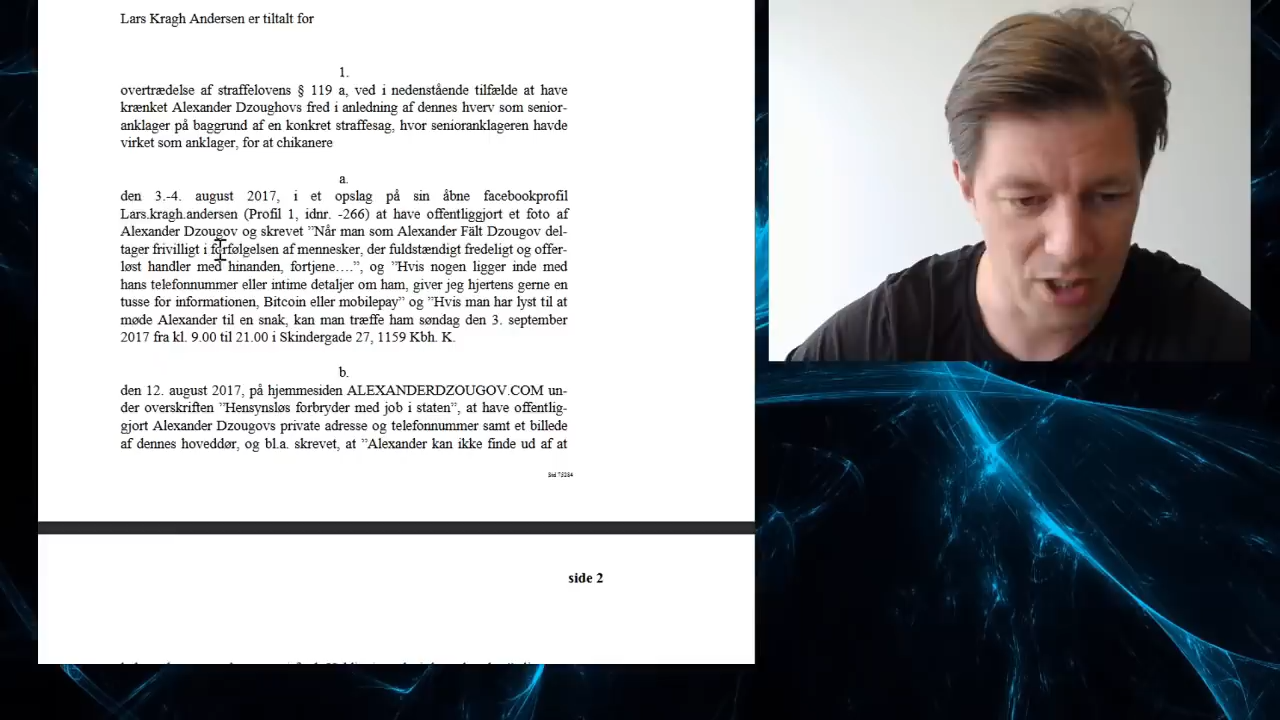 Lars Kragh Andersen er tiltalt for
1.
overtrædelse af straffelovens § 119 a, ved i nedenstående tilfælde at have
krænket Alexander Dzoughovs fred i anledning af dennes hverv som senior-
anklager på baggrund af en konkret straffesag, hvor senioranklageren havde
virket som anklager, for at chikanere
a.
den 3.-4. august 2017, i et opslag på sin åbne facebookprofil
Lars.kragh.andersen (Profil 1, idnr. -266) at have offentliggjort et foto af
Alexander Dzougov og skrevet ”Når man som Alexander Fält Dzougov del-
tager frivilligt i forfølgelsen af mennesker, der fuldstændigt fredeligt og offer-
løst handler med hinanden, fortjene….”, og ”Hvis nogen ligger inde med
hans telefonnummer eller intime detaljer om ham, giver jeg hjertens gerne en
tusse for informationen, Bitcoin eller mobilepay” og ”Hvis man har lyst til at
møde Alexander til en snak, kan man træffe ham søndag den 3. september
2017 fra kl. 9.00 til 21.00 i Skindergade 27, 1159 Kbh. K.
b.
den 12. august 2017, på hjemmesiden ALEXANDERDZOUGOV.COM un-
der overskriften ”Hensynsløs forbryder med job i staten”, at have offentlig-
gjort Alexander Dzougovs private adresse og telefonnummer samt et billede
af dennes hoveddør, og bl.a. skrevet, at ”Alexander kan ikke finde ud af at
side 2